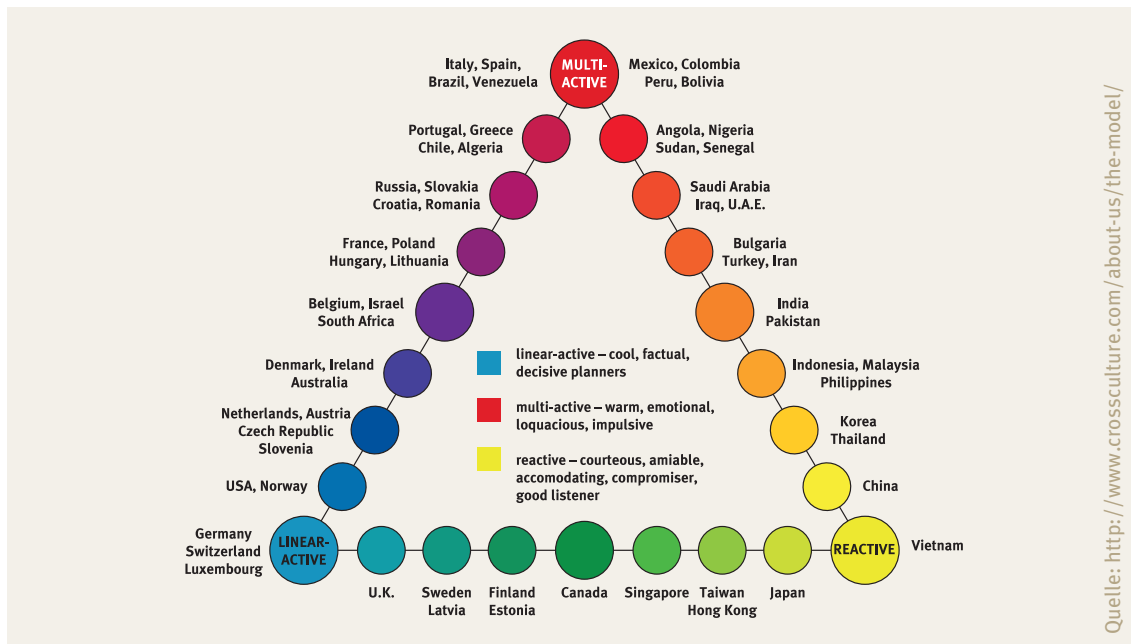 Italy, Spain,
Brazil, Venezuela
MULTI-
ACTIVE
Mexico, Colombia
Peru, Bolivia
Portugal, Greece
Chile, Algeria
Angola, Nigeria
Sudan, Senegal
Russia, Slovakia
Croatia, Romania
Saudi Arabia
Iraq, U.A.E.
France, Poland
Hungary, Lithuania
Bulgaria
Turkey, Iran
Belgium, Israel
South Africa
India
Pakistan
linear-active – cool, factual,
decisive planners
Denmark, Ireland
Australia
Indonesia, Malaysia
Philippines
multi-active – warm, emotional,
loquacious, impulsive
Netherlands, Austria
Czech Republic
Slovenia
Korea
Thailand
reactive – courteous, amiable,
accomodating, compromiser,
good listener
USA, Norway
China
Germany
Switzerland
Luxembourg
LINEAR-
ACTIVE
REACTIVE
Vietnam
U.K.
Sweden
Latvia
Finland
Estonia
Canada
Singapore
Taiwan
Hong Kong
Japan
Quelle: http://www.crossculture.com/about-us/the-model/